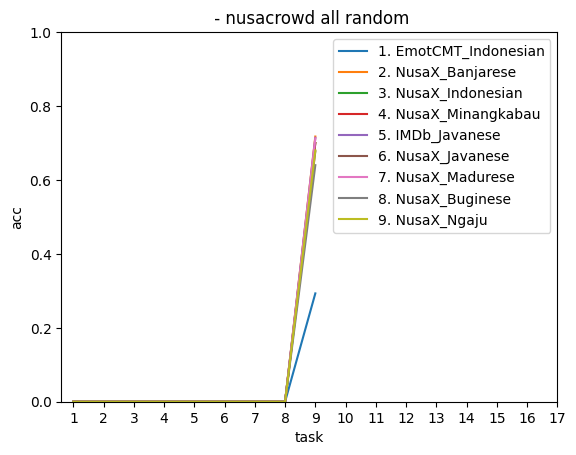 - nusacrowd all random
1.0
0.8
0.6
0.4
0.2
0.0
acc
1. EmotCMT_Indonesian
2. NusaX_Banjarese
3. NusaX_Indonesian
4. NusaX_Minangkabau
5. IMDb_Javanese
6. NusaX_Javanese
7. NusaX_Madurese
8. NusaX_Buginese
9. NusaX_Ngaju
1 2 3 4 5 6 7 8 9 10 11 12 13 14 15 16 17
task